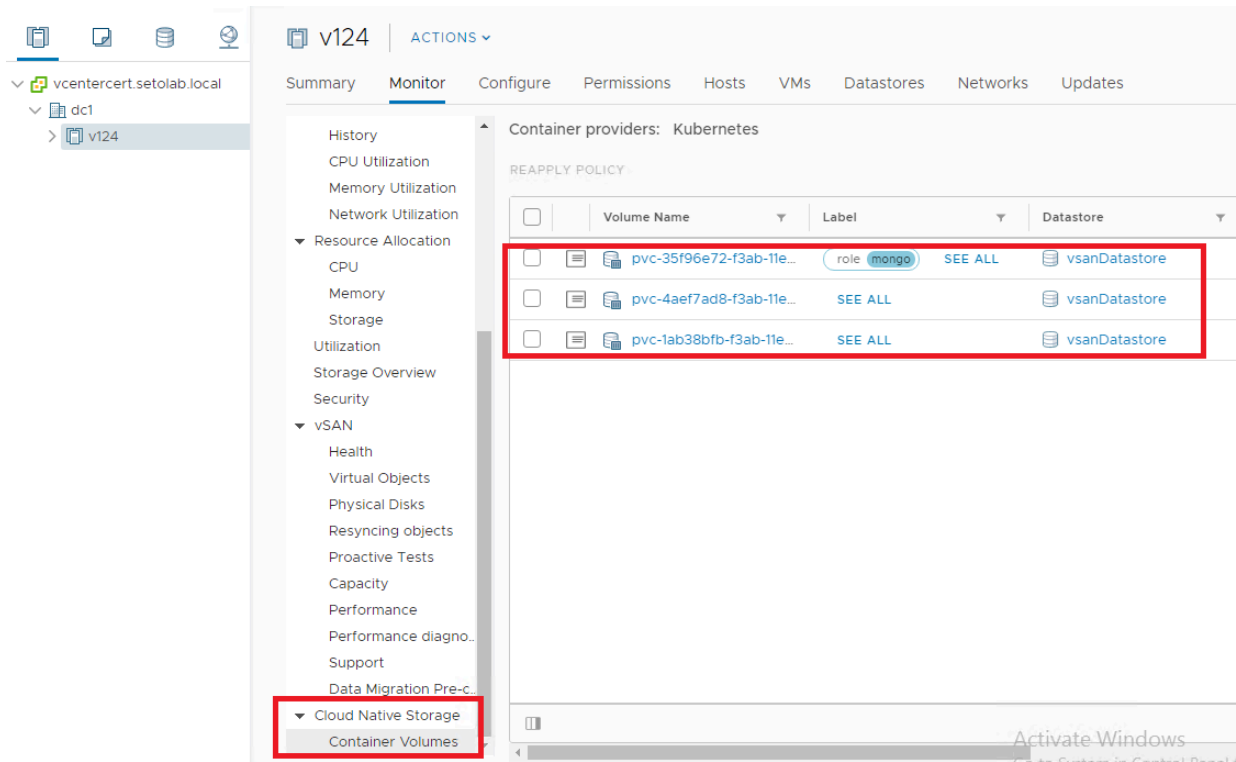 v124
ACTIONS
vcentercert.setolab.local
dc1
v124
Summary Monitor Configure Permissions Hosts VMs Datastores Networks Updates
History
CPU Utilization
Memory Utilization
Network Utilization
Resource Allocation
CPU
Memory
Storage
Utilization
Storage Overview
Security
vSAN
Health
Virtual Objects
Physical Disks
Resyncing objects
Proactive Tests
Capacity
Performance
Performance diagno..
Support
Data Migration Pre-c..
Cloud Native Storage
Container Volumes
Container providers: Kubernetes
REAPPLY POLICY
Volume Name Label Datastore
pvc-35f96e72-f3ab-11e... role mongo SEE ALL vsanDatastore
pvc-4aef7ad8-f3ab-11e... SEE ALL vsanDatastore
pvc-1ab38bfb-f3ab-11e... SEE ALL vsanDatastore
Activate Windows